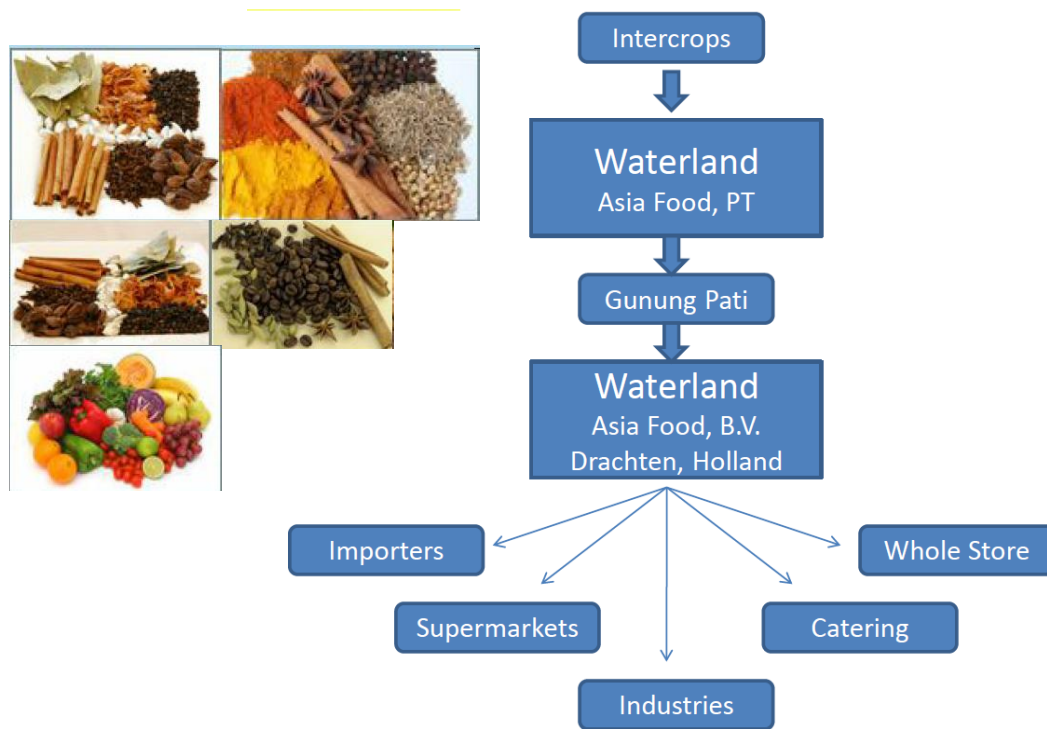 Intercrops
Waterland
Asia Food, PT
Gunung Pati
Waterland
Asia Food, B.V.
Drachten, Holland
Importers
Whole Store
Supermarkets
Catering
Industries